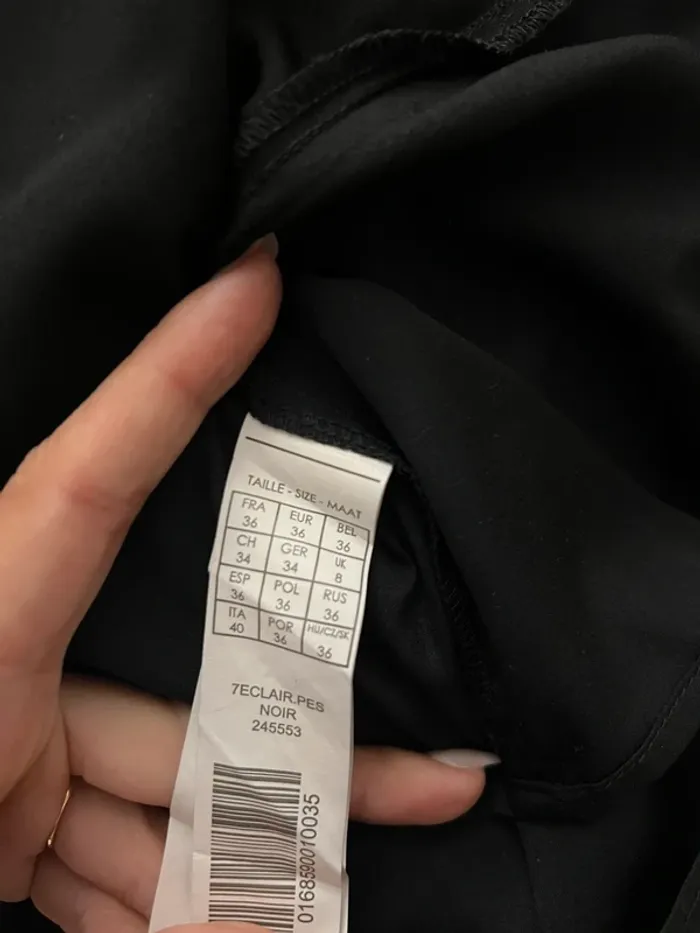 TAILLE - SIZE - MAAT
FRA EUR BEL
36 36 36
CH GER UK
34 34 8
ESP POL RUS
36 36 36
ITA POR HU/CZ/SK
40 36 36
7ECLAIR.PES
NOIR
245553
0168590010035